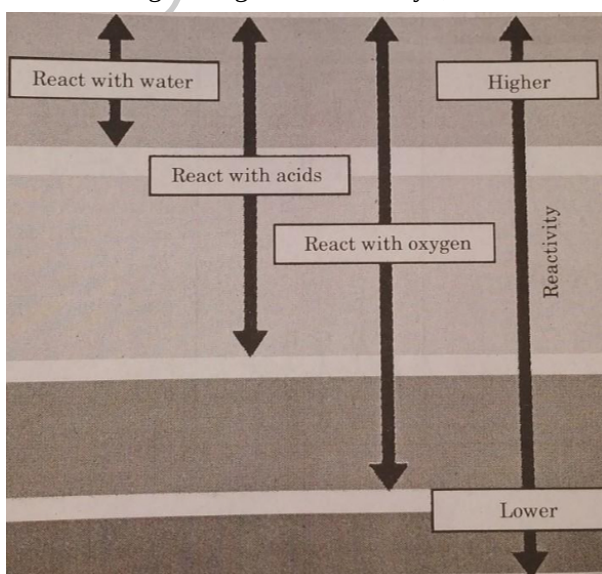 React with water
Higher
React with acids
React with oxygen
Reactivity
Lower